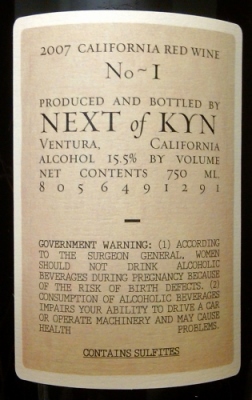 2007 CALIFORNIA RED WINE
No~1
PRODUCED AND BOTTLED BY
NEXT of KYN
VENTURA, CALIFORNIA
ALCOHOL 15.5% BY VOLUME
NET CONTENTS 750 ML.
8056491291
—
GOVERNMENT WARNING: (1) ACCORDING
TO THE SURGEON GENERAL, WOMEN
SHOULD NOT DRINK ALCOHOLIC
BEVERAGES DURING PREGNANCY BECAUSE
OF THE RISK OF BIRTH DEFECTS. (2)
CONSUMPTION OF ALCOHOLIC BEVERAGES
IMPAIRS YOUR ABILITY TO DRIVE A CAR
OR OPERATE MACHINERY AND MAY CAUSE
HEALTH PROBLEMS.
CONTAINS SULFITES